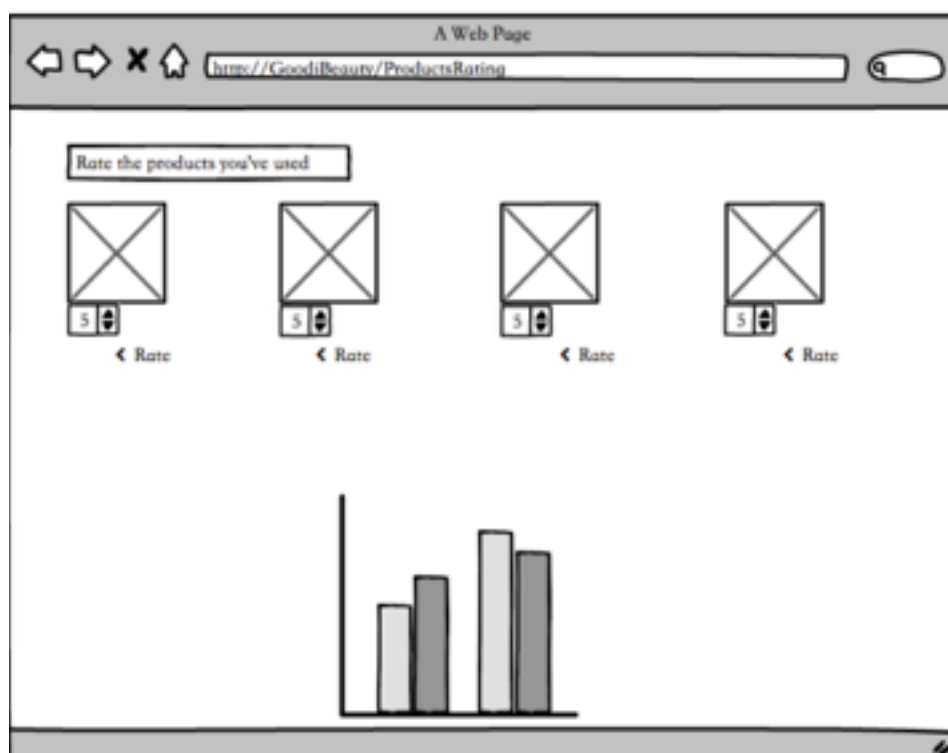 A Web Page
http://GoodiBeauty/ProductsRating
Rate the products you've used
5 5 5 5
Rate Rate Rate Rate